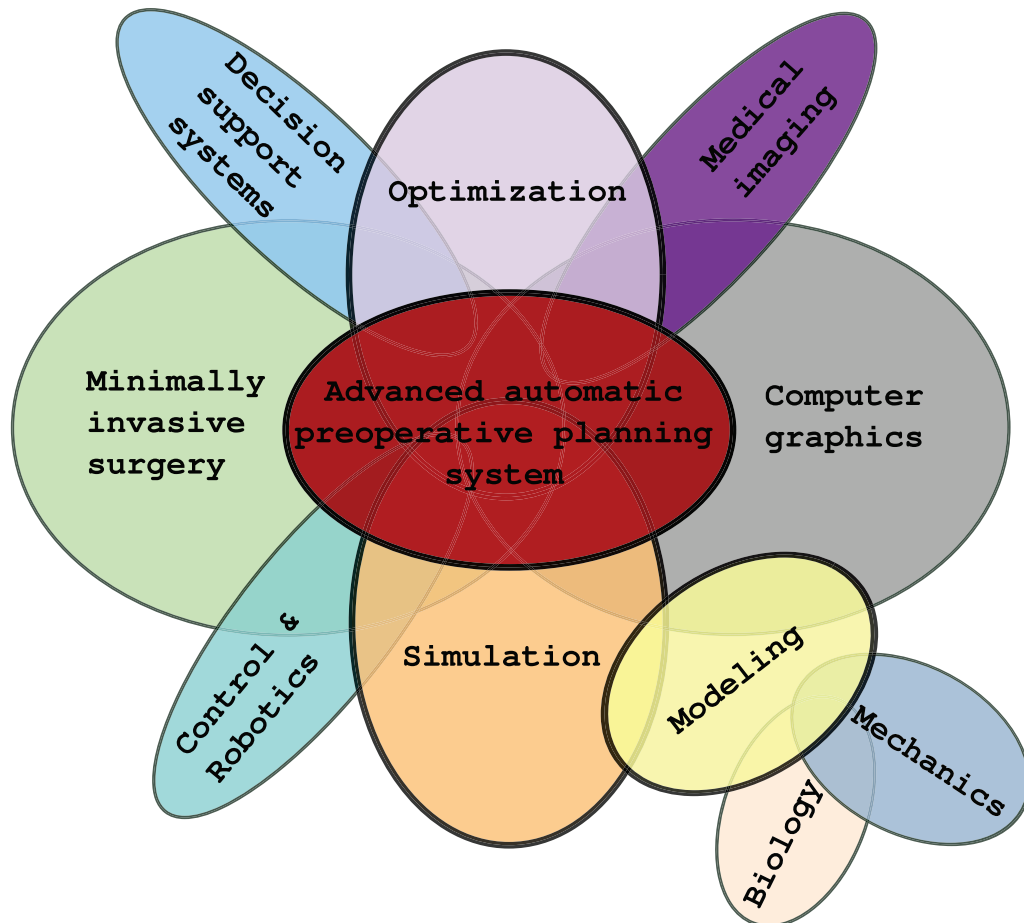 Decision
support
systems
Optimization
Medical
imaging
Minimally
invasive
surgery
Advanced automatic
preoperative planning
system
Computer
graphics
Control &
Robotics
Simulation
Modeling
Mechanics
Biology